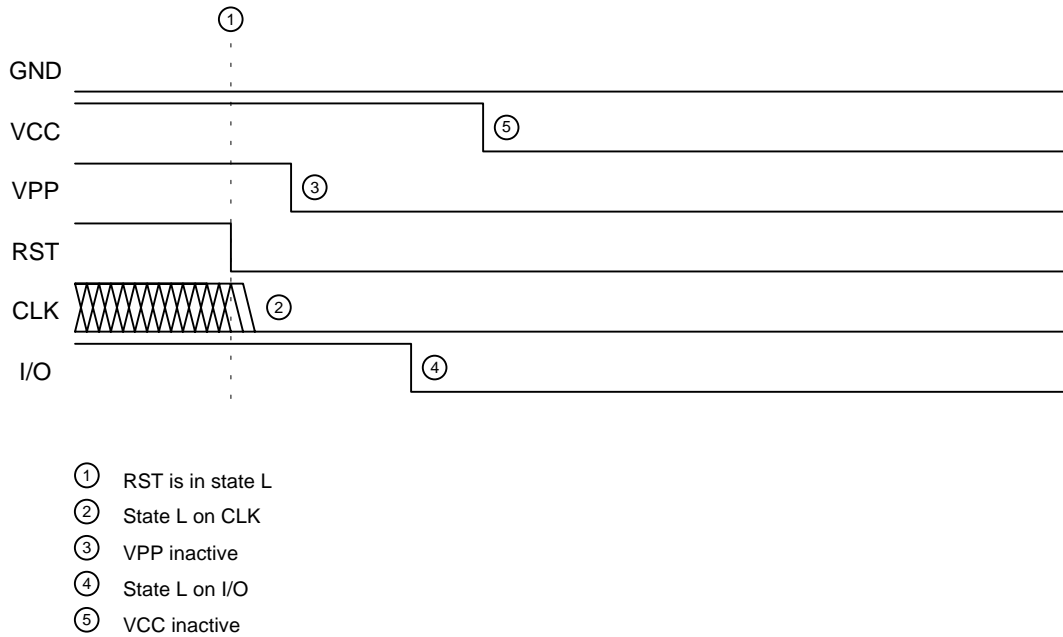 ①
GND
VCC
⑤
VPP
③
RST
CLK
②
I/O
④
① RST is in state L
② State L on CLK
③ VPP inactive
④ State L on I/O
⑤ VCC inactive